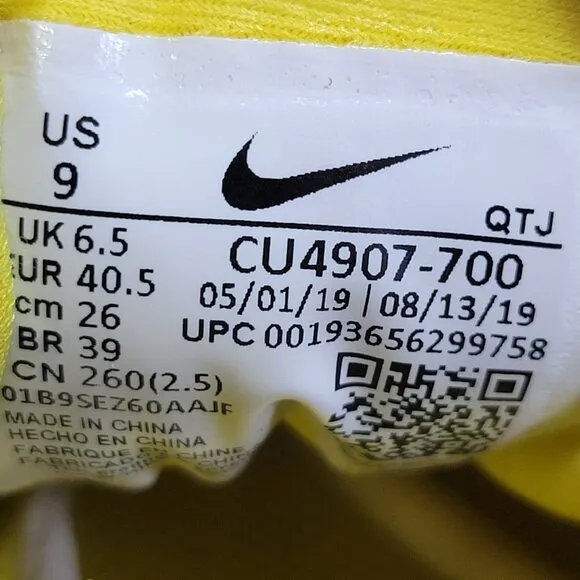 US
9
QTJ
UK 6.5
EUR 40.5
cm 26
BR 39
CN 260(2.5)
CU4907-700
05/01/19 | 08/13/19
UPC 00193656299758
01B9SEZ60AAJF
MADE IN CHINA
HECHO EN CHINA
FABRIQUE EN
FABRICADO